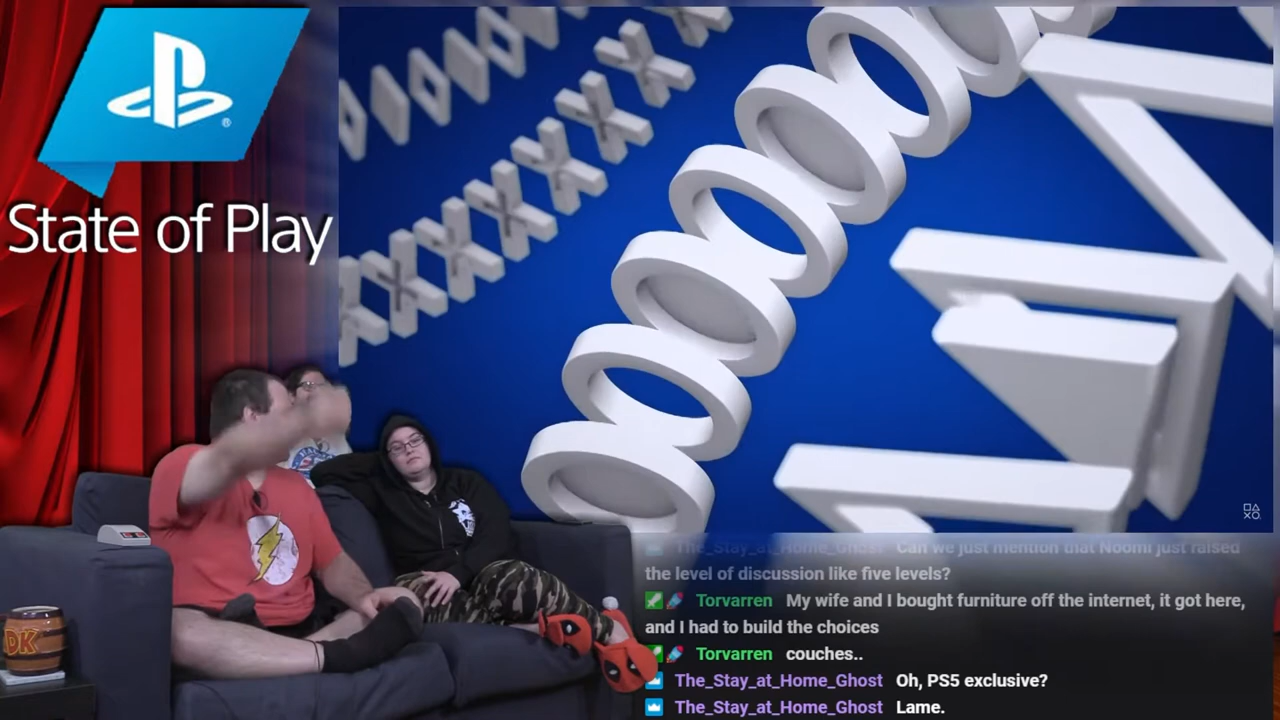 State of Play
DK
The_Stay_at_Home_Ghost Can we just mention that Noomi just raised
the level of discussion like five levels?
Torvarren My wife and I bought furniture off the internet, it got here,
and I had to build the choices
Torvarren couches..
The_Stay_at_Home_Ghost Oh, PS5 exclusive?
The_Stay_at_Home_Ghost Lame.